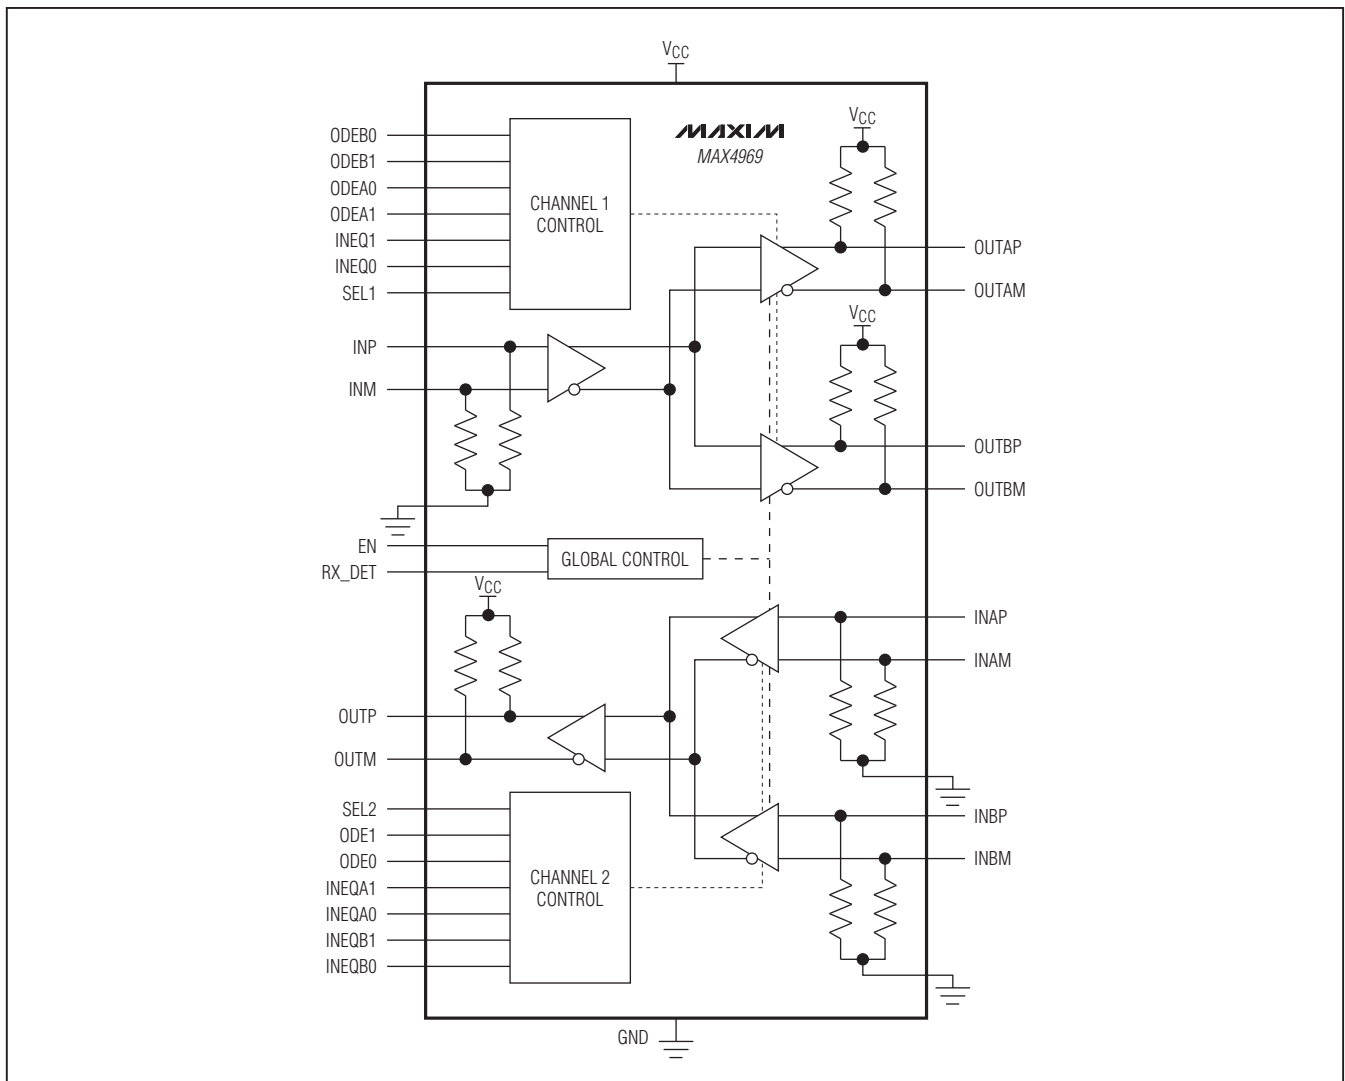 VCC
MAXIM
MAX4969
ODEB0
ODEB1
ODEA0
ODEA1
INEQ1
INEQ0
SEL1
CHANNEL 1
CONTROL
VCC
OUTAP
OUTAM
VCC
INP
INM
OUTBP
OUTBM
EN
RX_DET
GLOBAL CONTROL
VCC
INAP
INAM
OUTP
OUTM
SEL2
ODE1
ODE0
INEQA1
INEQA0
INEQB1
INEQB0
CHANNEL 2
CONTROL
INBP
INBM
GND